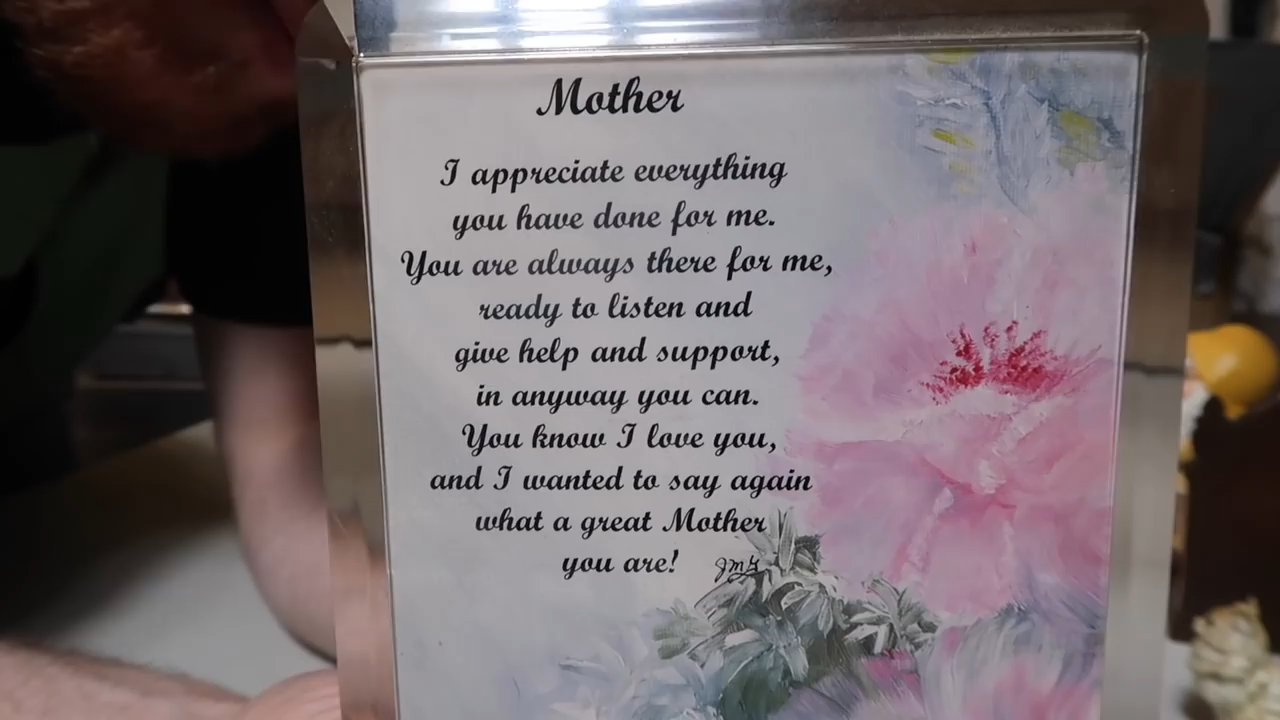 Mother
I appreciate everything
you have done for me.
You are always there for me,
ready to listen and
give help and support,
in anyway you can.
You know I love you,
and I wanted to say again
what a great Mother
you are!
JMG